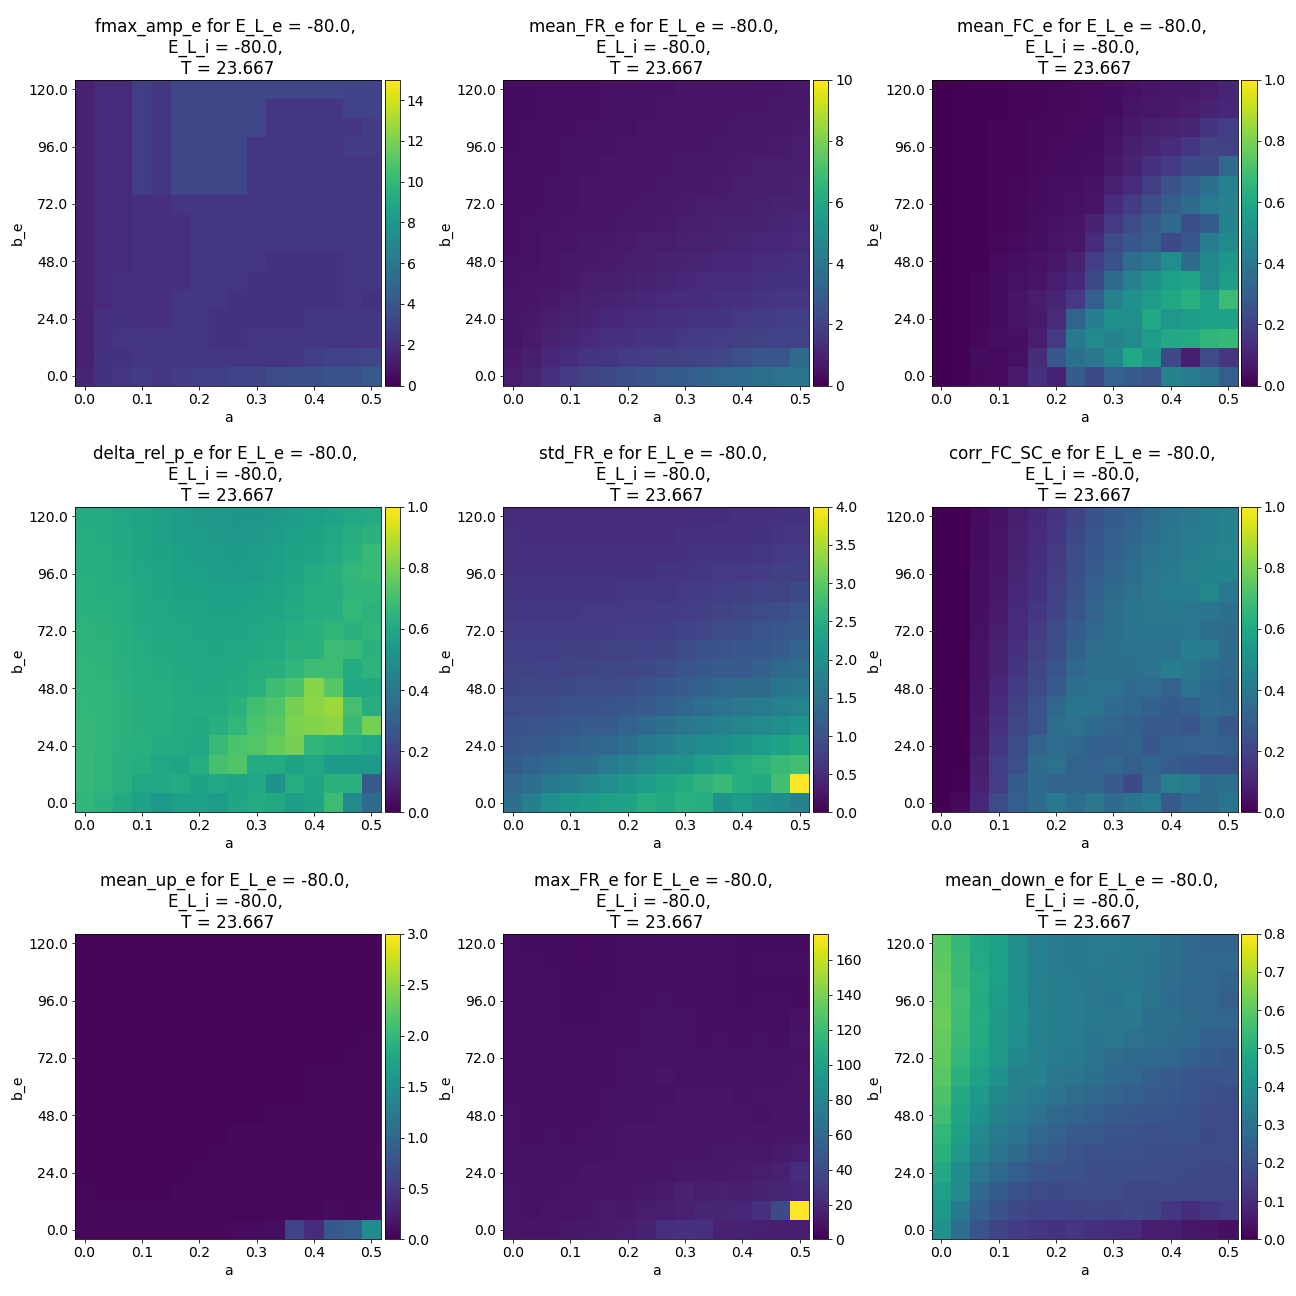 fmax_amp_e for E_L_e = -80.0,
E_L_i = -80.0,
T = 23.667
120.0
96.0
72.0
48.0
24.0
0.0
b_e
0.0 0.1 0.2 0.3 0.4 0.5
a
14
12
10
8
6
4
2
0
mean_FR_e for E_L_e = -80.0,
E_L_i = -80.0,
T = 23.667
120.0
96.0
72.0
48.0
24.0
0.0
b_e
0.0 0.1 0.2 0.3 0.4 0.5
a
10
8
6
4
2
0
mean_FC_e for E_L_e = -80.0,
E_L_i = -80.0,
T = 23.667
120.0
96.0
72.0
48.0
24.0
0.0
b_e
0.0 0.1 0.2 0.3 0.4 0.5
a
1.0
0.8
0.6
0.4
0.2
0.0
delta_rel_p_e for E_L_e = -80.0,
E_L_i = -80.0,
T = 23.667
120.0
96.0
72.0
48.0
24.0
0.0
b_e
0.0 0.1 0.2 0.3 0.4 0.5
a
1.0
0.8
0.6
0.4
0.2
0.0
std_FR_e for E_L_e = -80.0,
E_L_i = -80.0,
T = 23.667
120.0
96.0
72.0
48.0
24.0
0.0
b_e
0.0 0.1 0.2 0.3 0.4 0.5
a
4.0
3.5
3.0
2.5
2.0
1.5
1.0
0.5
0.0
corr_FC_SC_e for E_L_e = -80.0,
E_L_i = -80.0,
T = 23.667
120.0
96.0
72.0
48.0
24.0
0.0
b_e
0.0 0.1 0.2 0.3 0.4 0.5
a
1.0
0.8
0.6
0.4
0.2
0.0
mean_up_e for E_L_e = -80.0,
E_L_i = -80.0,
T = 23.667
120.0
96.0
72.0
48.0
24.0
0.0
b_e
0.0 0.1 0.2 0.3 0.4 0.5
a
3.0
2.5
2.0
1.5
1.0
0.5
0.0
max_FR_e for E_L_e = -80.0,
E_L_i = -80.0,
T = 23.667
120.0
96.0
72.0
48.0
24.0
0.0
b_e
0.0 0.1 0.2 0.3 0.4 0.5
a
160
140
120
100
80
60
40
20
0
mean_down_e for E_L_e = -80.0,
E_L_i = -80.0,
T = 23.667
120.0
96.0
72.0
48.0
24.0
0.0
b_e
0.0 0.1 0.2 0.3 0.4 0.5
a
0.8
0.7
0.6
0.5
0.4
0.3
0.2
0.1
0.0